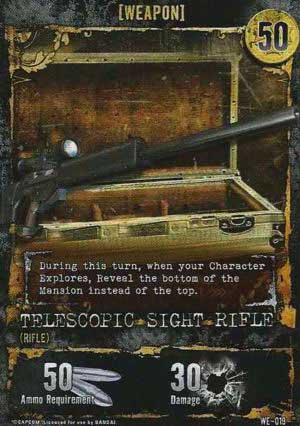 [WEAPON]
50
During this turn, when your Character
Explores, Reveal the bottom of the
Mansion instead of the top.
TELESCOPIC SIGHT RIFLE
(RIFLE)
50
Ammo Requirement
30
Damage
©CAPCOM /Licensed for use by BANDAI
WE-019